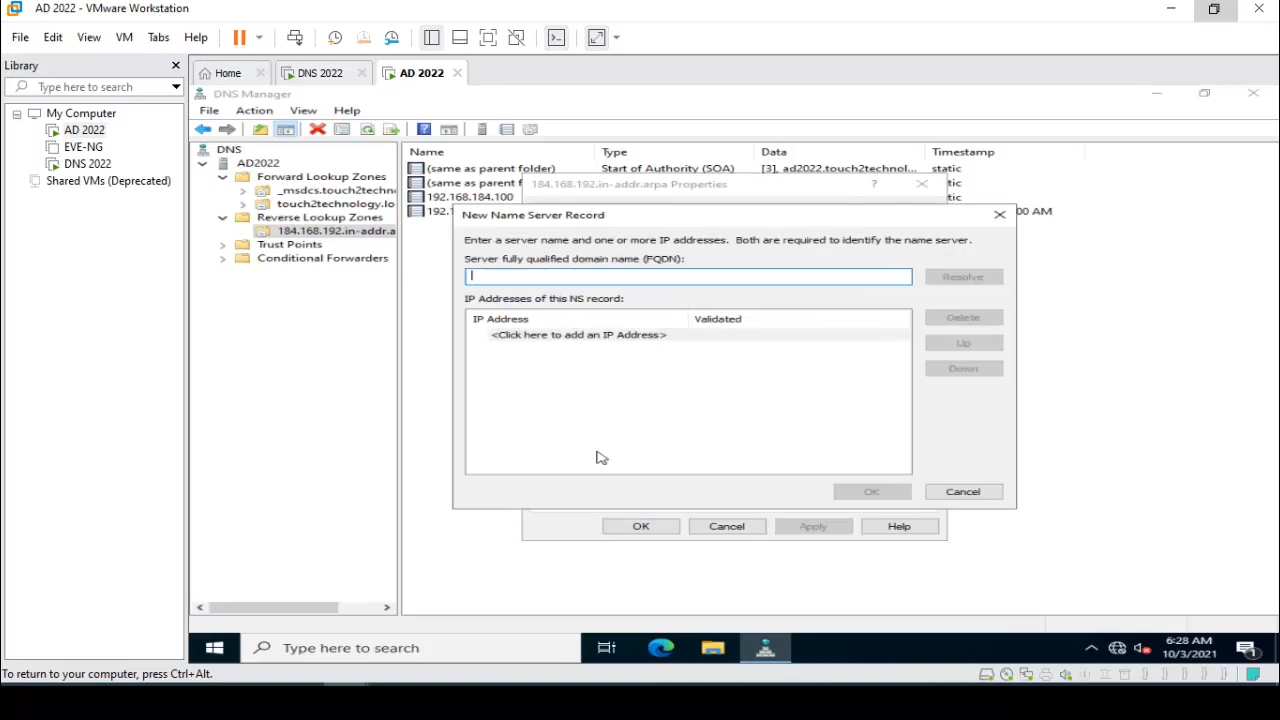 AD 2022 - VMware Workstation
File Edit View VM Tabs Help
Library
Type here to search
My Computer
AD 2022
EVE-NG
DNS 2022
Shared VMs (Deprecated)
Home
DNS 2022
AD 2022
DNS Manager
File Action View Help
DNS
AD2022
Forward Lookup Zones
_msdcs.touch2techn
touch2technology.lo
Reverse Lookup Zones
184.168.192.in-addr.a
Trust Points
Conditional Forwarders
Name Type Data Timestamp
(same as parent folder) Start of Authority (SOA) [3], ad2022.touch2technol... static
(same as parent f tic
192.168.184.100 tic
192.1 00 AM
184.168.192.in-addr.arpa Properties ?
New Name Server Record
Enter a server name and one or more IP addresses. Both are required to identify the name server.
Server fully qualified domain name (FQDN):
Resolve
IP Addresses of this NS record:
IP Address Validated
<Click here to add an IP Address>
Delete
Up
Down
OK Cancel
OK Cancel Apply Help
Type here to search
6:28 AM
10/3/2021
1
To return to your computer, press Ctrl+Alt.